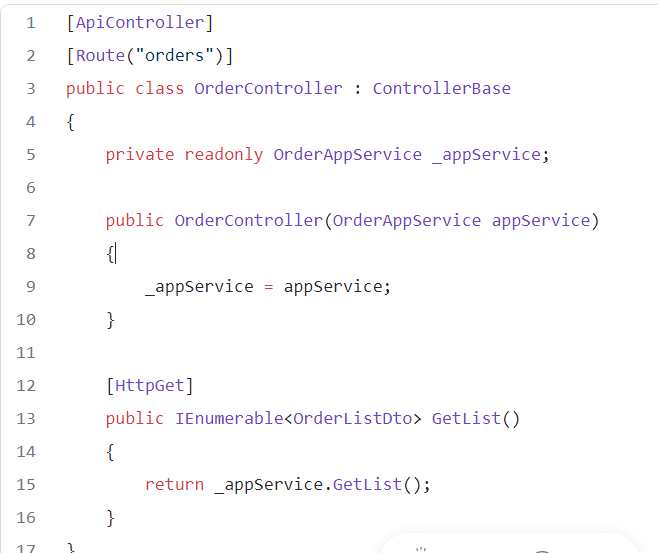 1 [ApiController]
2 [Route("orders")]
3 public class OrderController : ControllerBase
4 {
5 private readonly OrderAppService _appService;
6
7 public OrderController(OrderAppService appService)
8 {
9 _appService = appService;
10 }
11
12 [HttpGet]
13 public IEnumerable<OrderListDto> GetList()
14 {
15 return _appService.GetList();
16 }
17 }